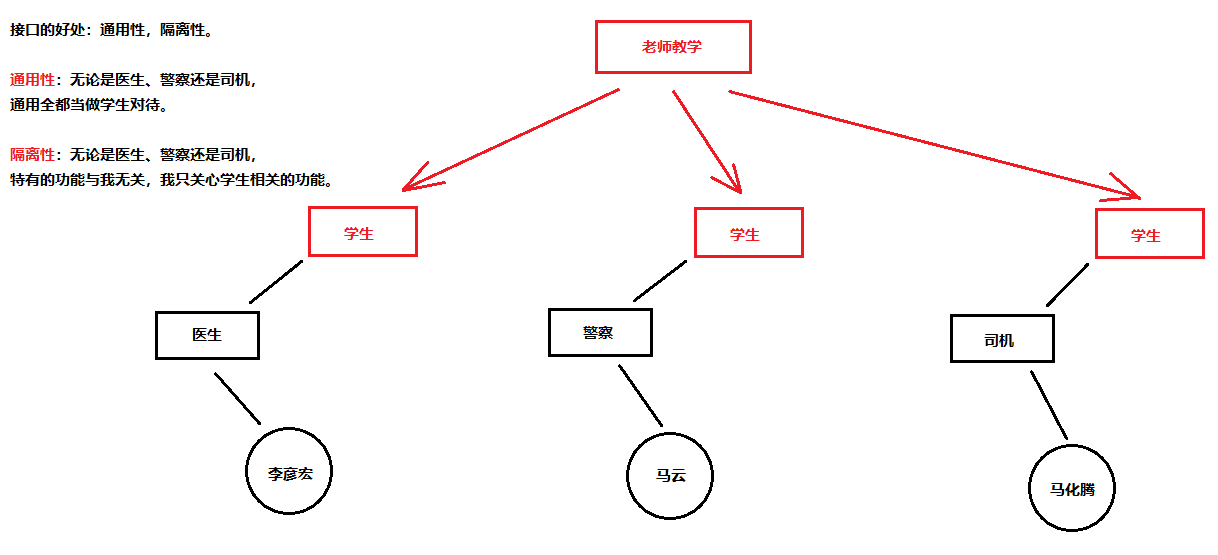 接口的好处：通用性，隔离性。
通用性：无论是医生、警察还是司机，
通用全都当做学生对待。
隔离性：无论是医生、警察还是司机，
特有的功能与我无关，我只关心学生相关的功能。
老师教学
学生
学生
学生
医生
警察
司机
李彦宏
马云
马化腾